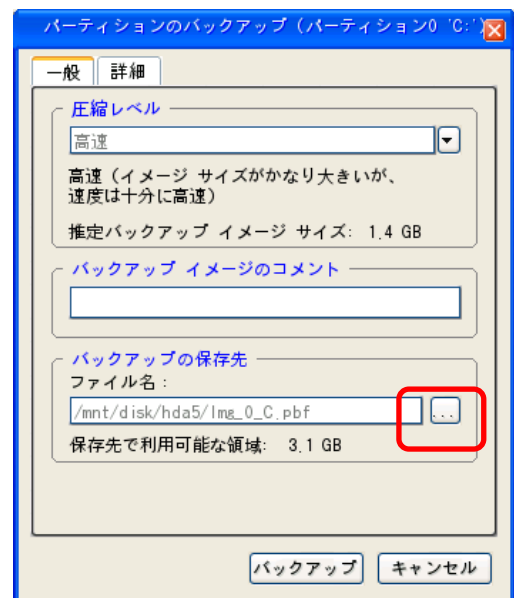 パーティションのバックアップ（パーティション0 'C:'）
一般 詳細
圧縮レベル
高速
高速（イメージ サイズがかなり大きいが、
速度は十分に高速）
推定バックアップ イメージ サイズ: 1.4 GB
バックアップ イメージのコメント
バックアップの保存先
ファイル名：
/mnt/disk/hda5/Img_0_C.pbf ...
保存先で利用可能な領域: 3.1 GB
バックアップ キャンセル